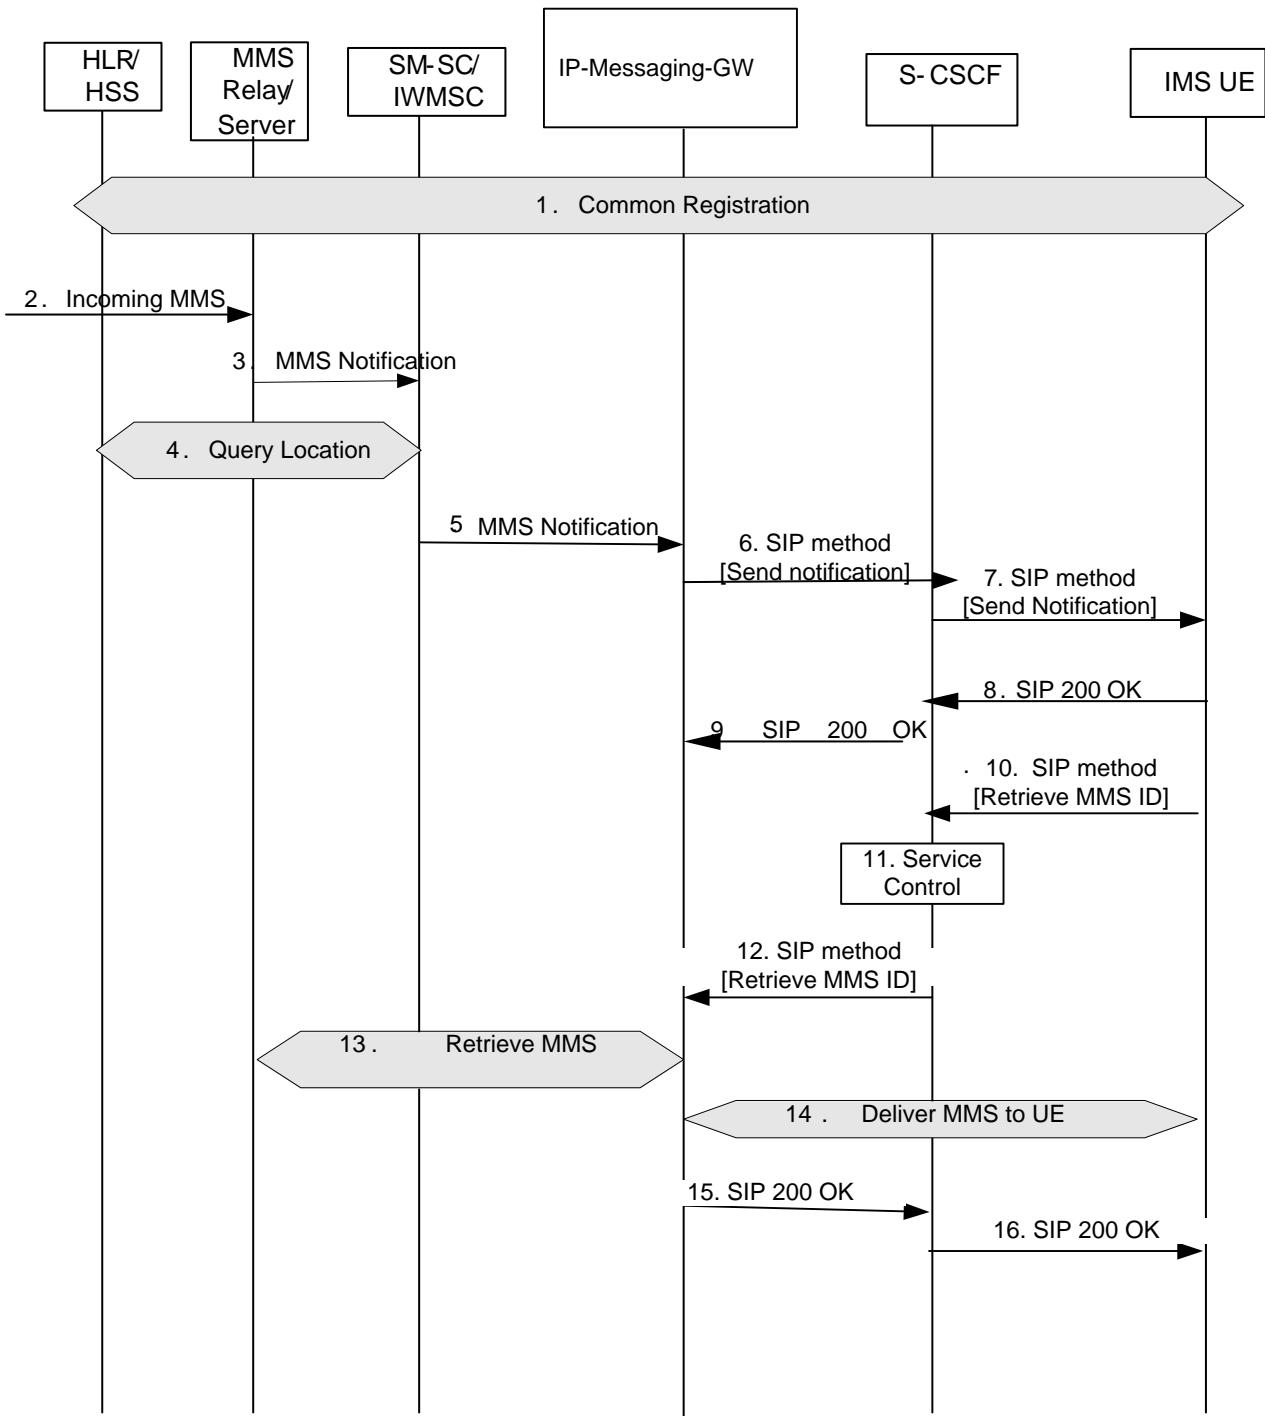 HLR/
HSS
MMS
Relay/
Server
SM-SC/
IWMSC
IP-Messaging-GW
S-CSCF
IMS UE
1. Common Registration
2. Incoming MMS
3. MMS Notification
4. Query Location
5 MMS Notification
6. SIP method
[Send notification]
7. SIP method
[Send Notification]
8. SIP 200 OK
9 SIP 200 OK
. 10. SIP method
[Retrieve MMS ID]
11. Service
Control
12. SIP method
[Retrieve MMS ID]
13. Retrieve MMS
14. Deliver MMS to UE
15. SIP 200 OK
16. SIP 200 OK